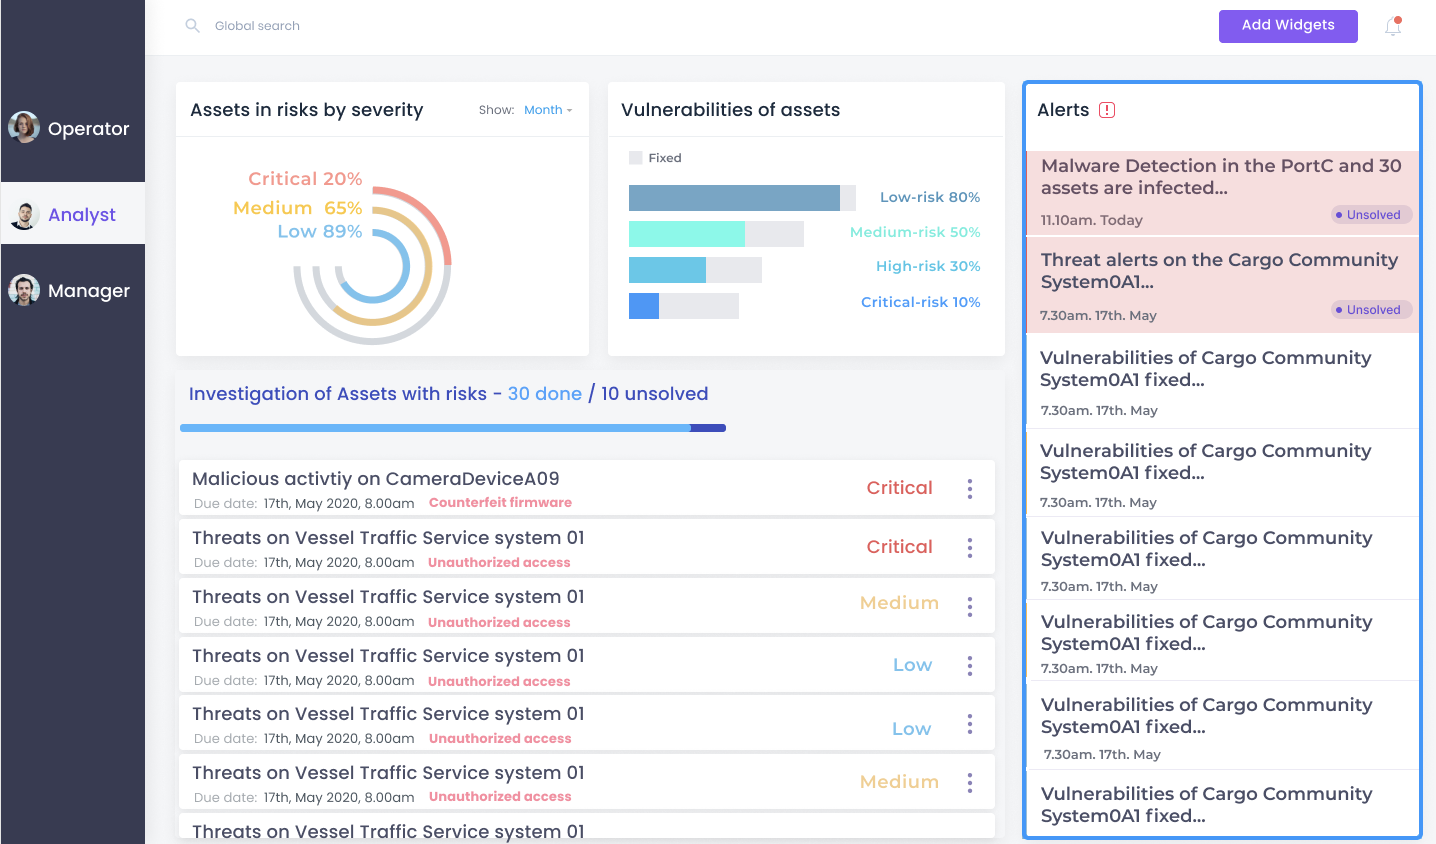 Global search
Add Widgets
Operator
Analyst
Manager
Assets in risks by severity
Show: Month
Critical 20%
Medium 65%
Low 89%
Vulnerabilities of assets
Fixed
Low-risk 80%
Medium-risk 50%
High-risk 30%
Critical-risk 10%
Investigation of Assets with risks - 30 done / 10 unsolved
Malicious activtiy on CameraDeviceA09
Due date: 17th, May 2020, 8.00am Counterfeit firmware
Critical
Threats on Vessel Traffic Service system 01
Due date: 17th, May 2020, 8.00am Unauthorized access
Critical
Threats on Vessel Traffic Service system 01
Due date: 17th, May 2020, 8.00am Unauthorized access
Medium
Threats on Vessel Traffic Service system 01
Due date: 17th, May 2020, 8.00am Unauthorized access
Low
Threats on Vessel Traffic Service system 01
Due date: 17th, May 2020, 8.00am Unauthorized access
Low
Threats on Vessel Traffic Service system 01
Due date: 17th, May 2020, 8.00am Unauthorized access
Medium
Threats on Vessel Traffic Service system 01
Alerts
Malware Detection in the PortC and 30
assets are infected...
11.10am. Today
Unsolved
Threat alerts on the Cargo Community
System0A1...
7.30am. 17th. May
Unsolved
Vulnerabilities of Cargo Community
System0A1 fixed...
7.30am. 17th. May
Vulnerabilities of Cargo Community
System0A1 fixed...
7.30am. 17th. May
Vulnerabilities of Cargo Community
System0A1 fixed...
7.30am. 17th. May
Vulnerabilities of Cargo Community
System0A1 fixed...
7.30am. 17th. May
Vulnerabilities of Cargo Community
System0A1 fixed...
7.30am. 17th. May
Vulnerabilities of Cargo Community
System0A1 fixed...